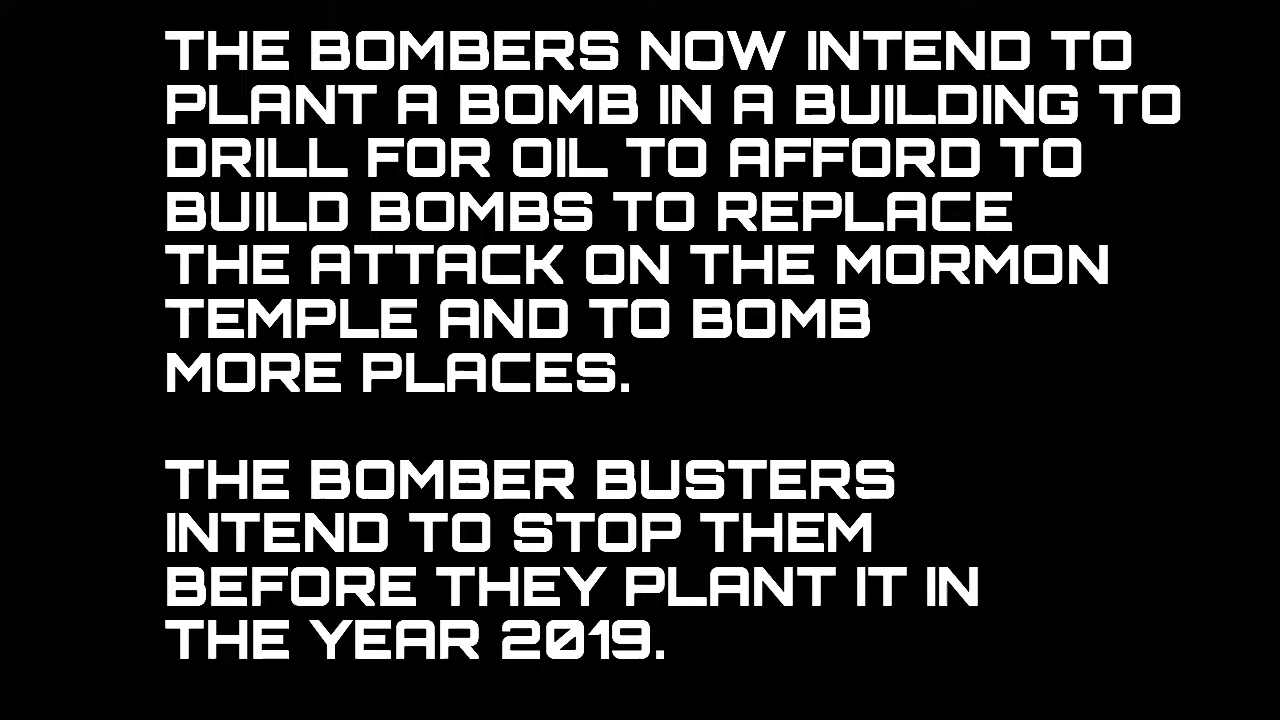 THE BOMBERS NOW INTEND TO
PLANT A BOMB IN A BUILDING TO
DRILL FOR OIL TO AFFORD TO
BUILD BOMBS TO REPLACE
THE ATTACK ON THE MORMON
TEMPLE AND TO BOMB
MORE PLACES.
THE BOMBER BUSTERS
INTEND TO STOP THEM
BEFORE THEY PLANT IT IN
THE YEAR 2019.